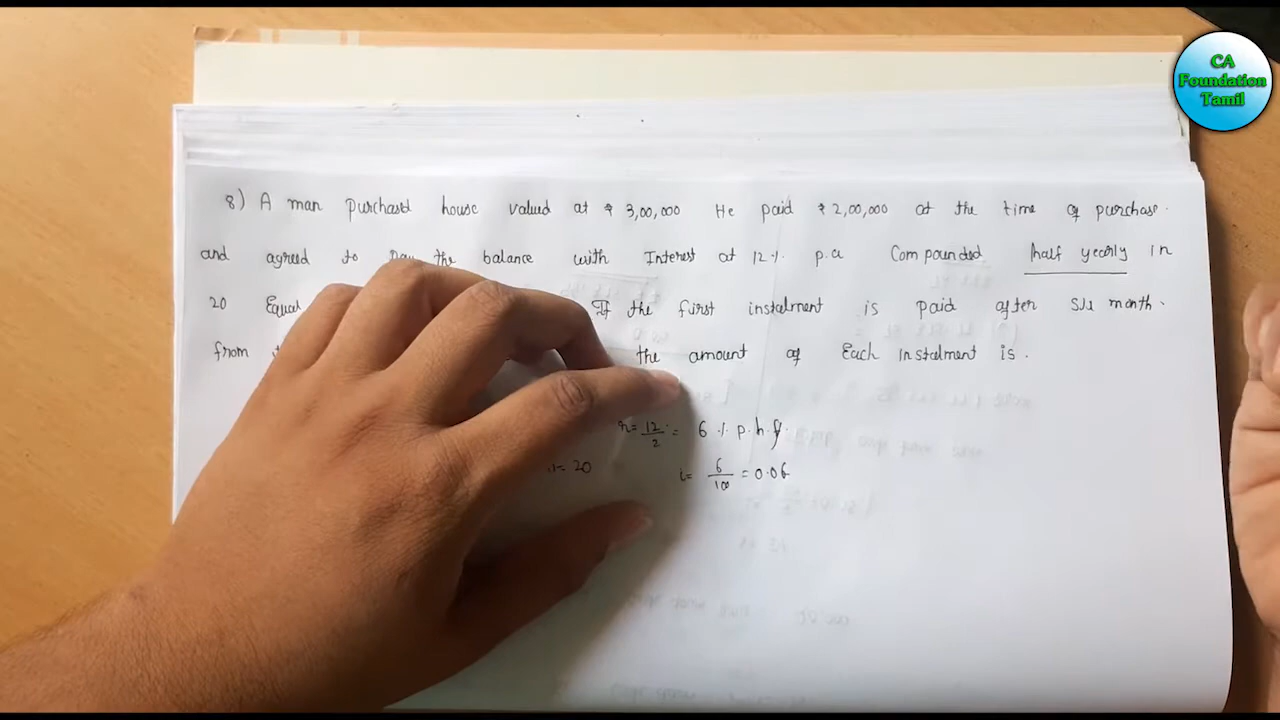 CA
Foundation
Tamil
8) A man purchased house valued at ₹ 3,00,000 He paid ₹ 2,00,000 at the time of purchase.
and agreed to Pay the balance with Interest at 12 %. p.a Compounded half yearly in
20 Equal If the first instalment is paid after six month.
from the amount of Each instalment is.
r = 12/2 = 6 % p.h.y.
n = 20 i = 6/100 = 0.06